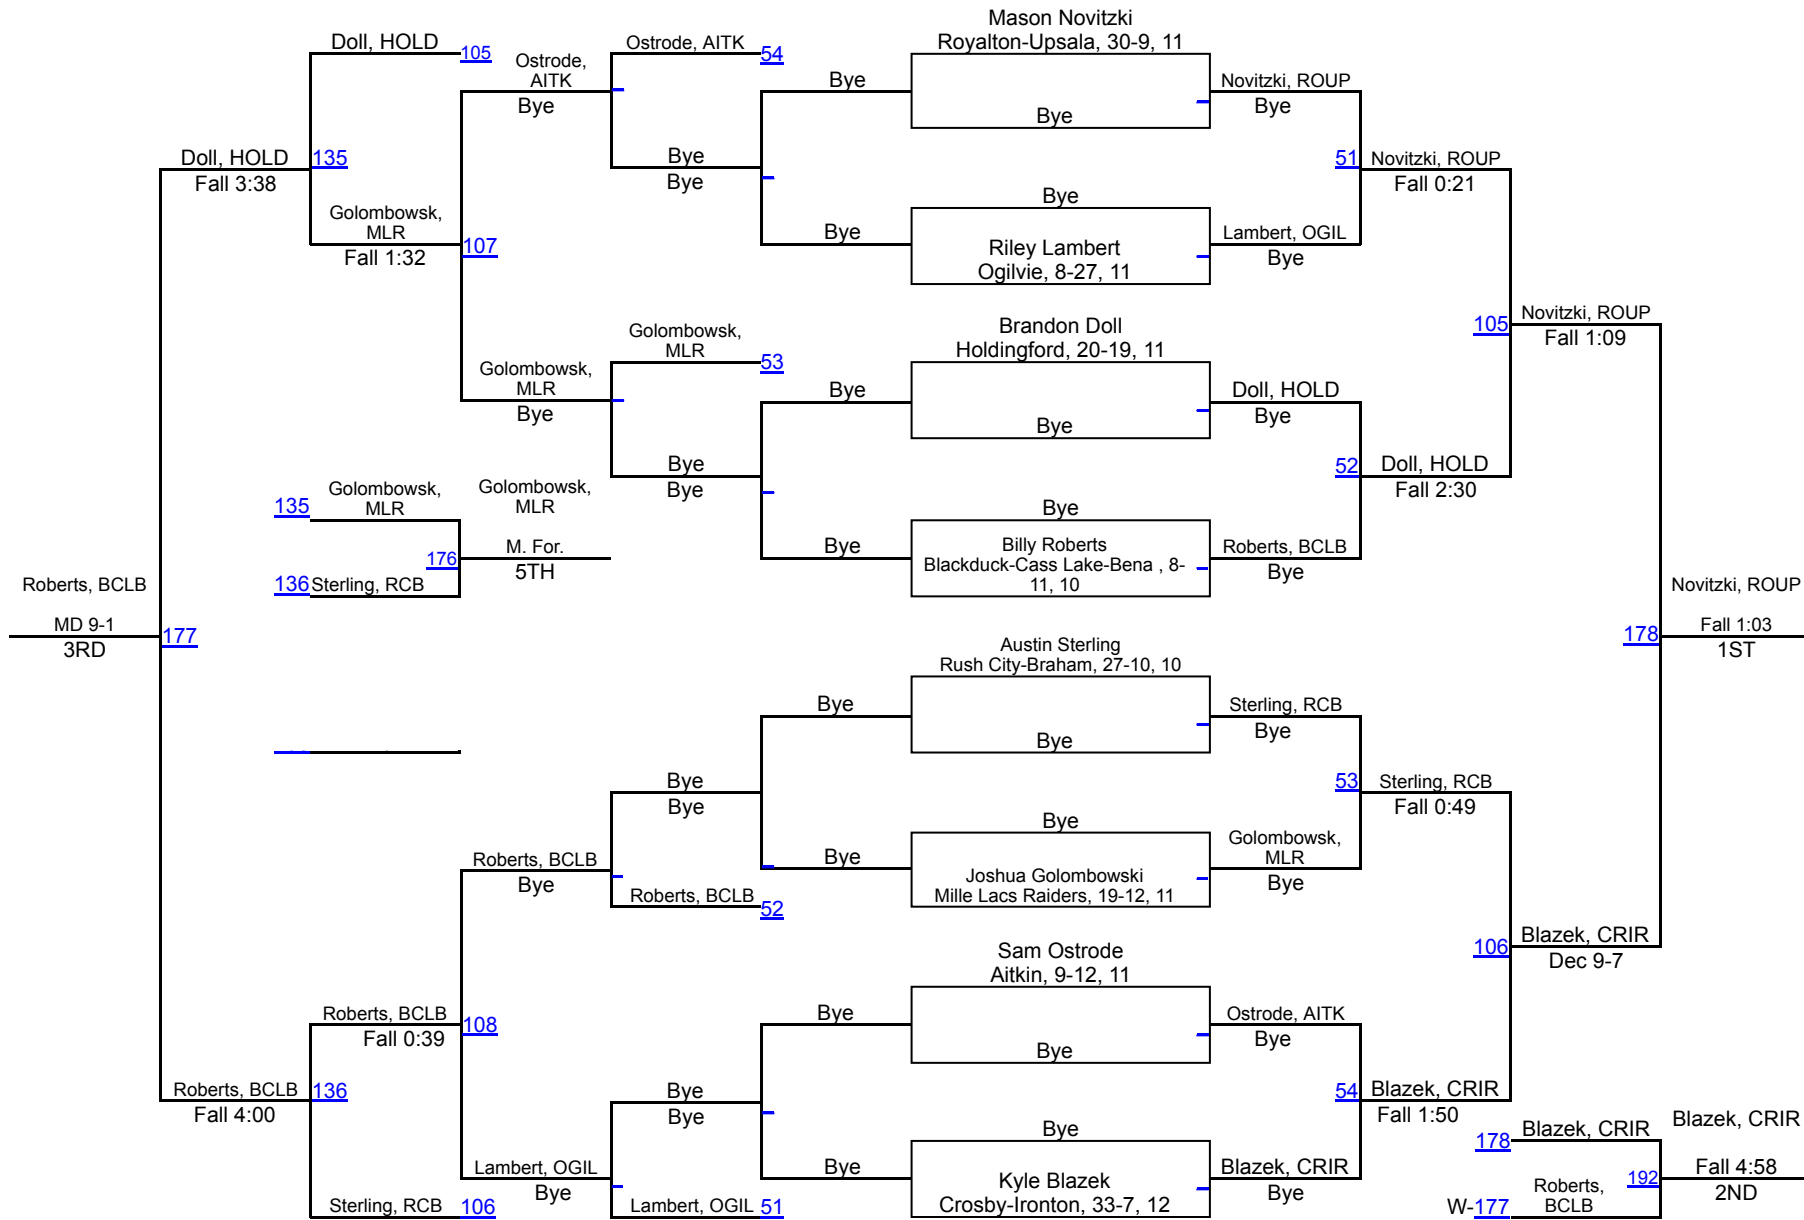 Mason Novitzki
Royalton-Upsala, 30-9, 11
Doll, HOLD
105
Ostrode, AITK
54
Ostrode,
AITK
Bye
Bye
Bye
Novitzki, ROUP
Bye
Doll, HOLD
135
Fall 3:38
Bye
Bye
51
Novitzki, ROUP
Fall 0:21
Golombowsk,
MLR
107
Fall 1:32
Bye
Bye
Riley Lambert
Ogilvie, 8-27, 11
Lambert, OGIL
Bye
Golombowsk,
MLR
53
Brandon Doll
Holdingford, 20-19, 11
105
Novitzki, ROUP
Fall 1:09
Golombowsk,
MLR
Bye
Bye
Bye
Doll, HOLD
Bye
Bye
Bye
52
Doll, HOLD
Fall 2:30
135
Golombowsk,
MLR
Golombowsk,
MLR
Bye
176
M. For.
5TH
Bye
Billy Roberts
Blackduck-Cass Lake-Bena , 8-
11, 10
Roberts, BCLB
Bye
136
Sterling, RCB
Roberts, BCLB
MD 9-1
177
3RD
Novitzki, ROUP
178
Fall 1:03
1ST
Austin Sterling
Rush City-Braham, 27-10, 10
Bye
Bye
Sterling, RCB
Bye
Bye
Bye
53
Sterling, RCB
Fall 0:49
Bye
Bye
Joshua Golombowski
Mille Lacs Raiders, 19-12, 11
Golombowsk,
MLR
Bye
Roberts, BCLB
Bye
Roberts, BCLB
52
106
Blazek, CRIR
Dec 9-7
Sam Ostrode
Aitkin, 9-12, 11
Bye
Bye
Ostrode, AITK
Bye
Roberts, BCLB
108
Fall 0:39
Roberts, BCLB
136
Fall 4:00
Bye
Bye
54
Blazek, CRIR
Fall 1:50
Bye
Bye
Kyle Blazek
Crosby-Ironton, 33-7, 12
Blazek, CRIR
Bye
Lambert, OGIL
Bye
Sterling, RCB
106
Lambert, OGIL
51
178
Blazek, CRIR
Blazek, CRIR
192
Fall 4:58
2ND
W-177
Roberts,
BCLB